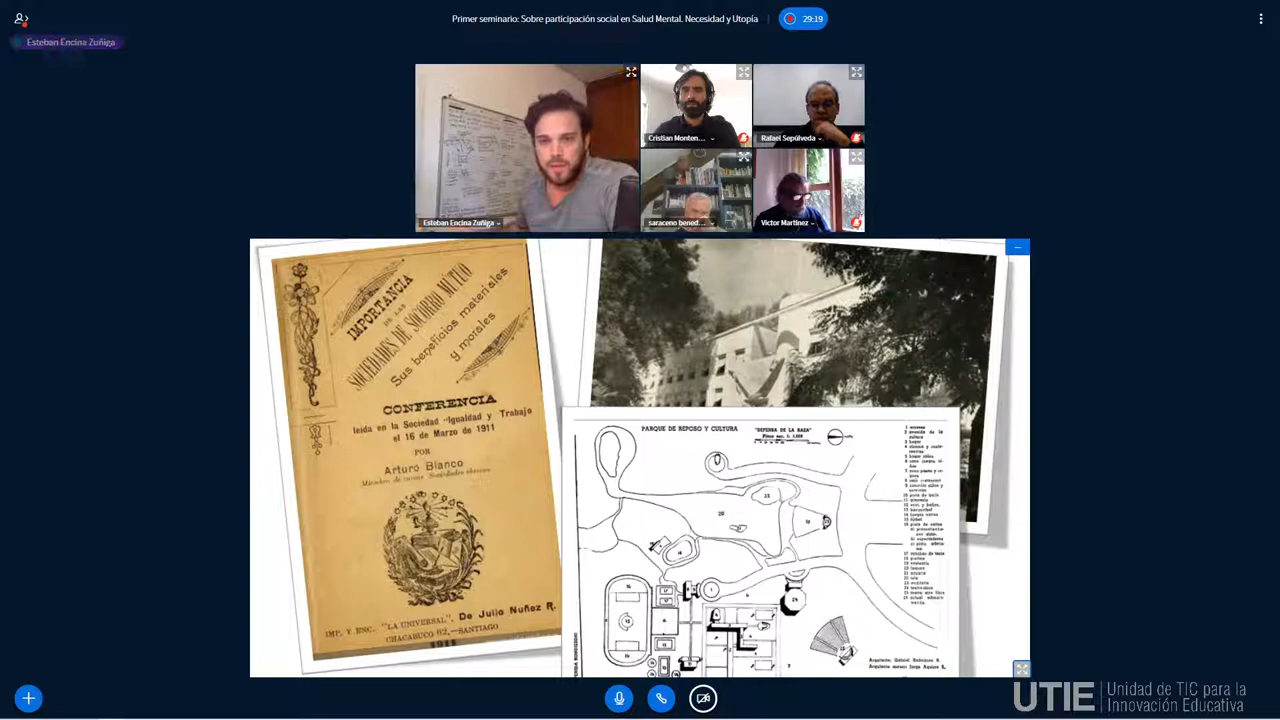 Primer seminario: Sobre participación social en Salud Mental. Necesidad y Utopía
29:19
Esteban Encina Zuñiga
Cristian Monten...
Rafael Sepúlveda
Esteban Encina Zuñiga
saraceno bened...
Victor Martínez
IMPORTANCIA
DE LAS
SOCIEDADES DE SOCORRO MÚTUO
Sus beneficios materiales
y morales
CONFERENCIA
leida en la Sociedad "Igualdad y Trabajo
el 16 de Marzo de 1911
POR
Arturo Blanco
IMP. Y ENC. "LA UNIVERSAL", De Julio Nuñez R.
CHACABUCO 62,—SANTIAGO
1911
PARQUE DE REPOSO Y CULTURA
"DEFENSA DE LA RAZA"
UTIE
Unidad de TIC para la
Innovación Educativa